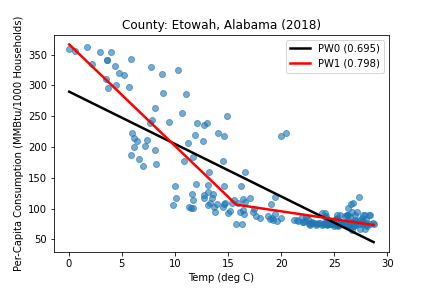 County: Etowah, Alabama (2018)
PW0 (0.695)
PW1 (0.798)
Per-Capita Consumption (MMBtu/1000 Households)
350
300
250
200
150
100
50
0 5 10 15 20 25 30
Temp (deg C)